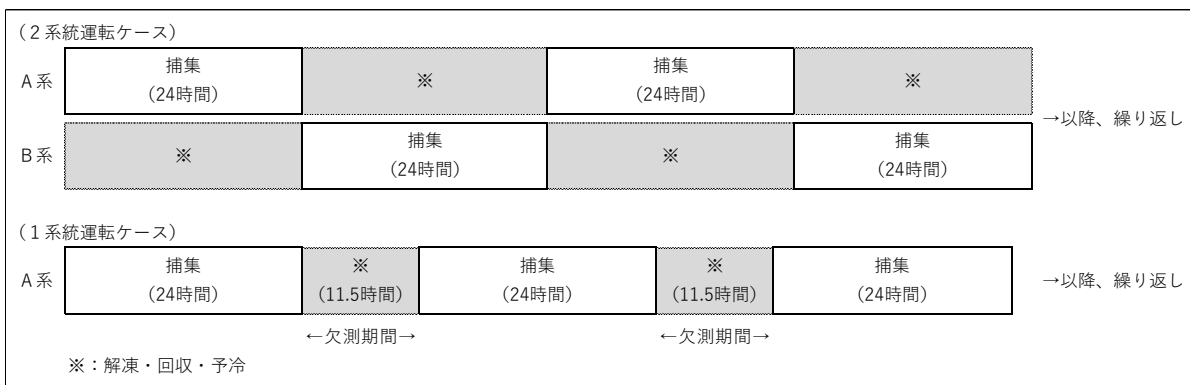 （２系統運転ケース）
Ａ系
捕集
(24時間)
※
捕集
(24時間)
※
→以降、繰り返し
Ｂ系
※
捕集
(24時間)
※
捕集
(24時間)
（１系統運転ケース）
Ａ系
捕集
(24時間)
※
(11.5時間)
捕集
(24時間)
※
(11.5時間)
捕集
(24時間)
→以降、繰り返し
←欠測期間→
←欠測期間→
※：解凍・回収・予冷